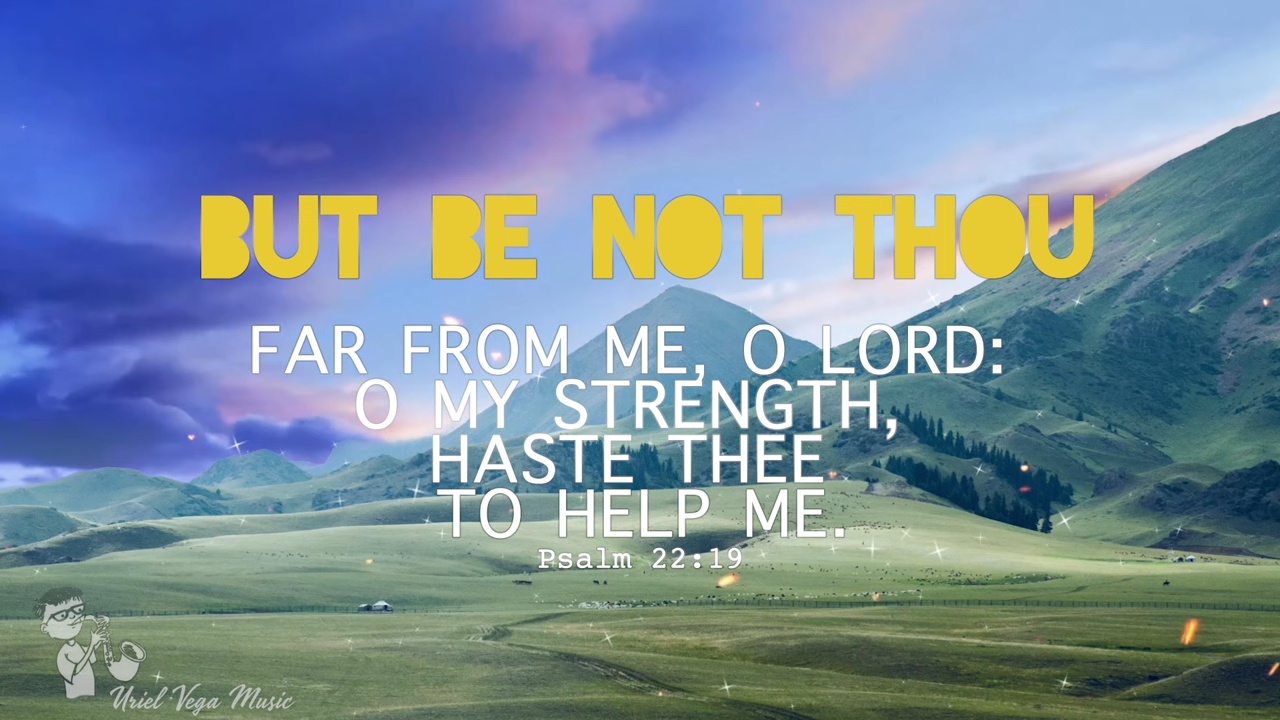 BUT BE NOT THOU
FAR FROM ME, O LORD:
O MY STRENGTH,
HASTE THEE
TO HELP ME.
Psalm 22:19
Uriel Vega Music